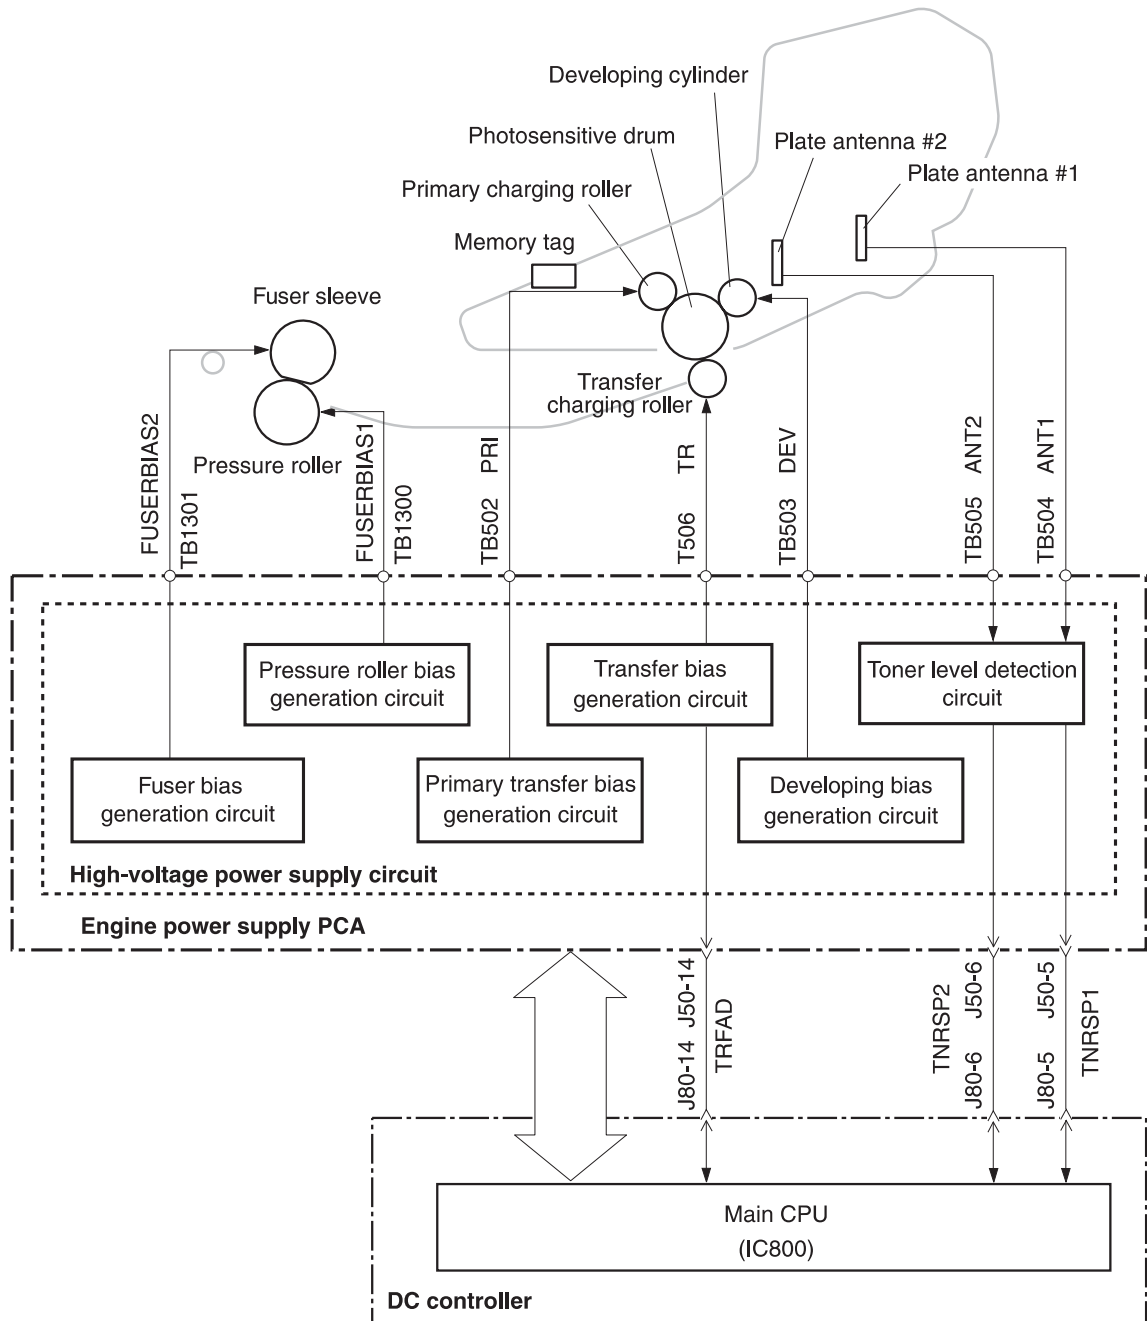 Developing cylinder
Photosensitive drum
Plate antenna #2
Plate antenna #1
Primary charging roller
Memory tag
Fuser sleeve
Transfer
charging roller
Pressure roller
FUSERBIAS2
TB1301
FUSERBIAS1
TB1300
TB502 PRI
T506 TR
TB503 DEV
TB505 ANT2
TB504 ANT1
Pressure roller bias
generation circuit
Transfer bias
generation circuit
Toner level detection
circuit
Fuser bias
generation circuit
Primary transfer bias
generation circuit
Developing bias
generation circuit
High-voltage power supply circuit
Engine power supply PCA
J80-14 J50-14
TRFAD
TNRSP2
J80-6 J50-6
J80-5 J50-5
TNRSP1
Main CPU
(IC800)
DC controller